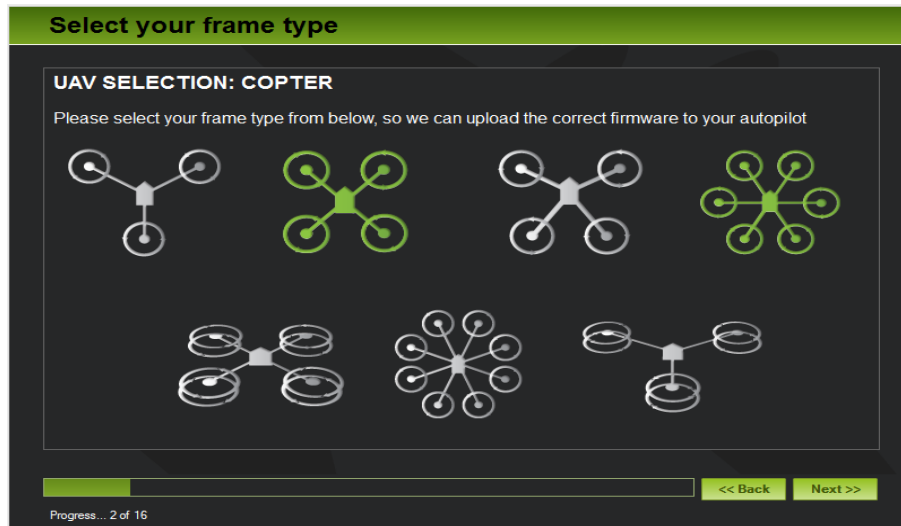 Select your frame type
UAV SELECTION: COPTER
Please select your frame type from below, so we can upload the correct firmware to your autopilot
<< Back
Next >>
Progress... 2 of 16